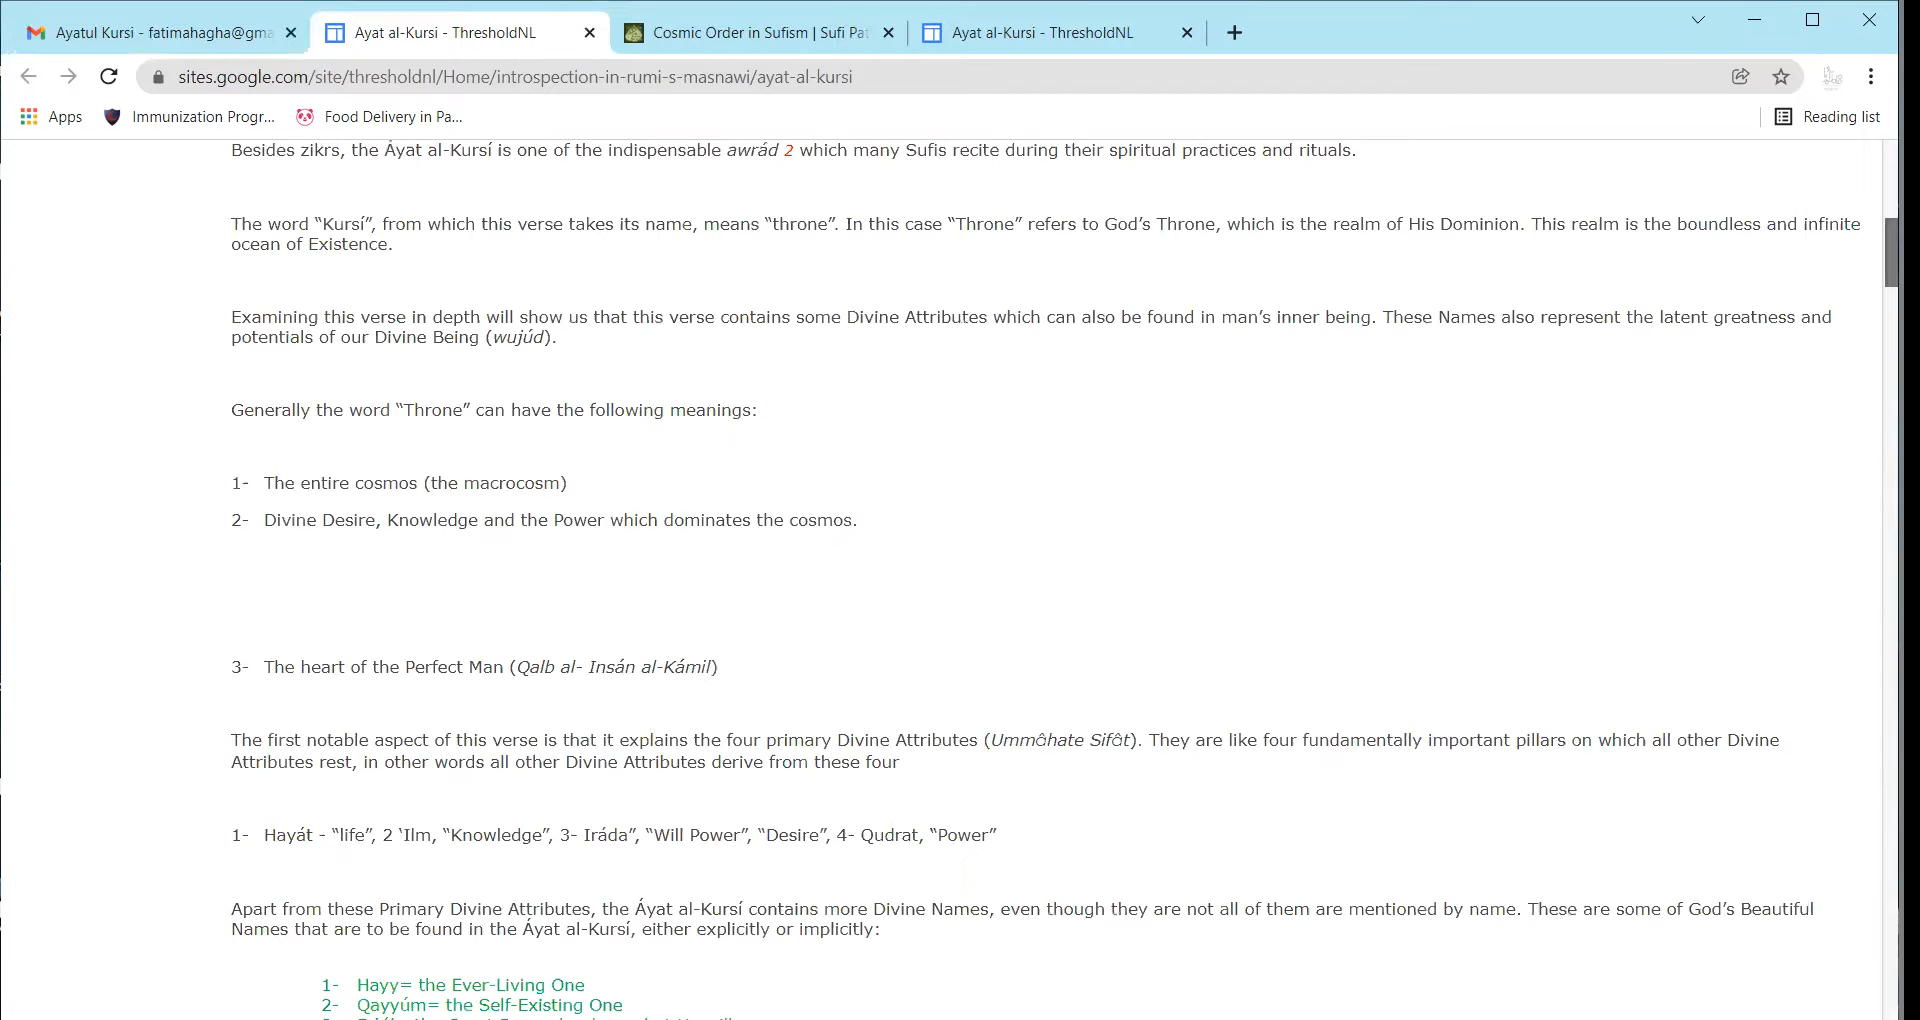 Ayatul Kursi - fatimahagha@gma
Ayat al-Kursi - ThresholdNL
Cosmic Order in Sufism | Sufi Pat
Ayat al-Kursi - ThresholdNL
sites.google.com/site/thresholdnl/Home/introspection-in-rumi-s-masnawi/ayat-al-kursi
Apps
Immunization Progr...
Food Delivery in Pa...
Reading list
Besides zikrs, the Áyat al-Kursí is one of the indispensable awrád 2 which many Sufis recite during their spiritual practices and rituals.
The word “Kursí”, from which this verse takes its name, means “throne”. In this case “Throne” refers to God’s Throne, which is the realm of His Dominion. This realm is the boundless and infinite
ocean of Existence.
Examining this verse in depth will show us that this verse contains some Divine Attributes which can also be found in man’s inner being. These Names also represent the latent greatness and
potentials of our Divine Being (wujúd).
Generally the word “Throne” can have the following meanings:
1- The entire cosmos (the macrocosm)
2- Divine Desire, Knowledge and the Power which dominates the cosmos.
3- The heart of the Perfect Man (Qalb al- Insán al-Kámil)
The first notable aspect of this verse is that it explains the four primary Divine Attributes (Ummôhate Sifôt). They are like four fundamentally important pillars on which all other Divine
Attributes rest, in other words all other Divine Attributes derive from these four
1- Hayát - “life”, 2 ‘Ilm, “Knowledge”, 3- Iráda”, “Will Power”, “Desire”, 4- Qudrat, “Power”
Apart from these Primary Divine Attributes, the Áyat al-Kursí contains more Divine Names, even though they are not all of them are mentioned by name. These are some of God’s Beautiful
Names that are to be found in the Áyat al-Kursí, either explicitly or implicitly:
1- Hayy= the Ever-Living One
2- Qayyúm= the Self-Existing One